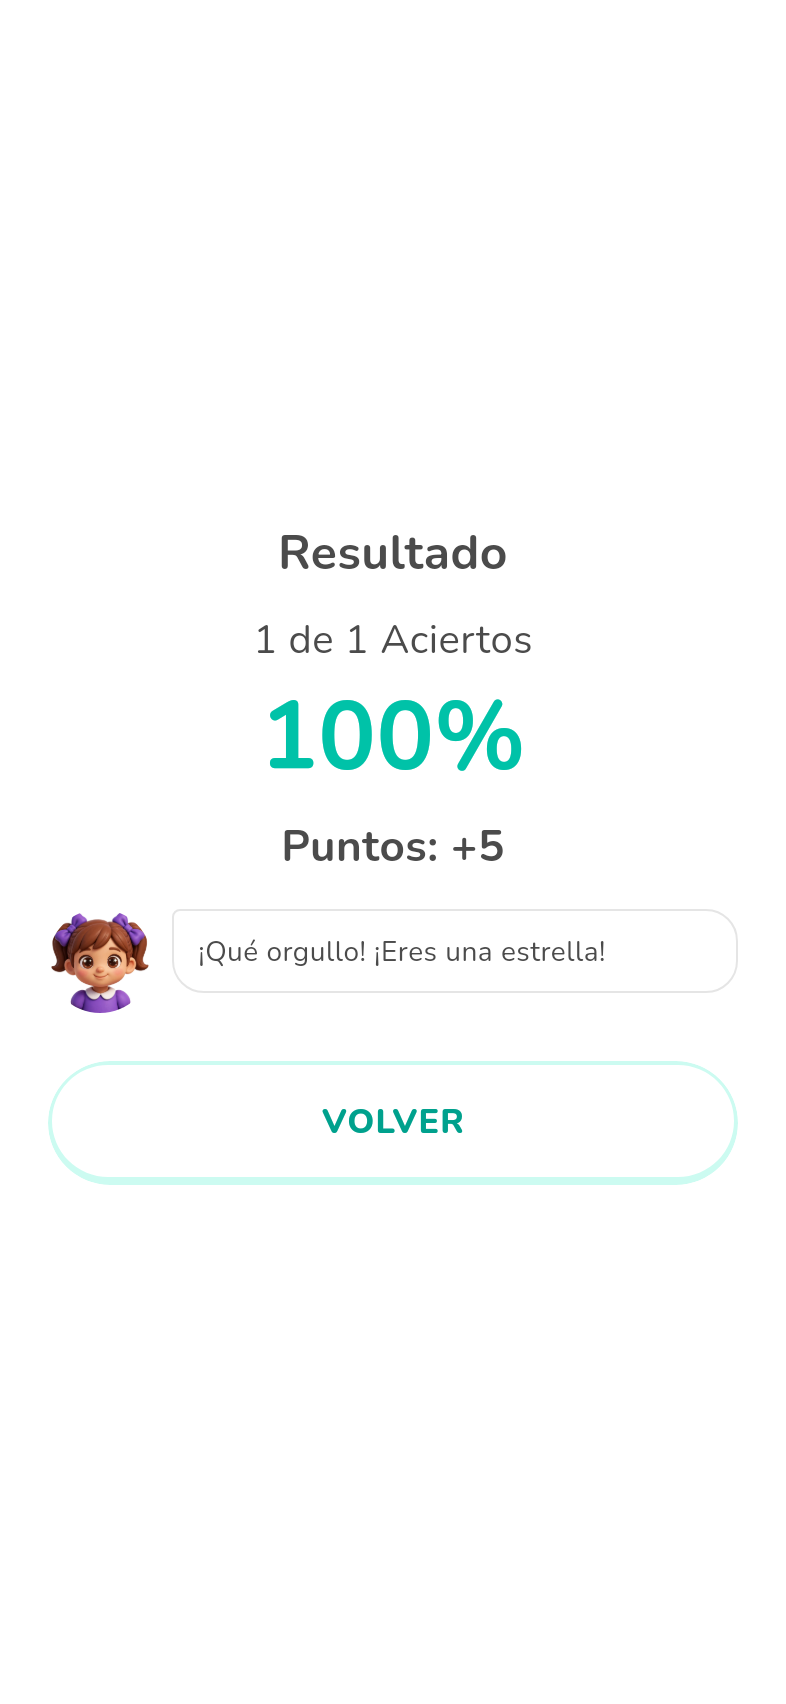 Resultado
1 de 1 Aciertos
100%
Puntos: +5
¡Qué orgullo! ¡Eres una estrella!
VOLVER